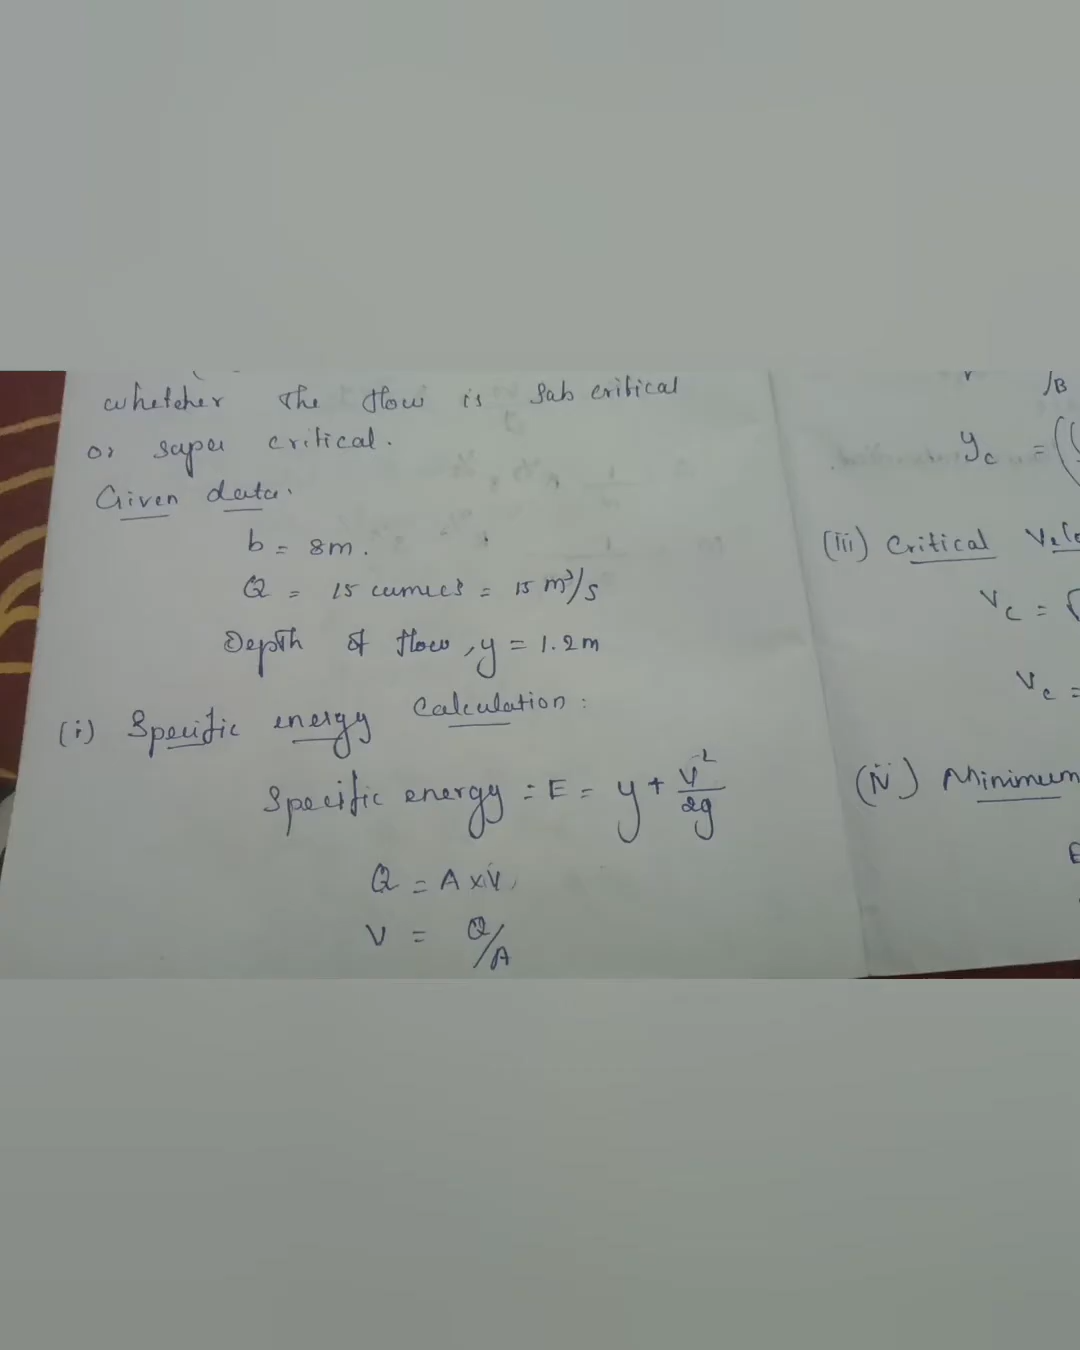 whetcher The flow is Sub critical
or super critical.
Given data.
b = 8m.
Q = 15 cumecs = 15 m³/s
Depth of flow, y = 1.2m
(i) Specific energy Calculation:
Specific energy = E = y + V²/2g
Q = A×V,
V = Q/A
/B
yc = (
(iii) Critical Velo
Vc = √
Vc =
(iv) Minimum
E